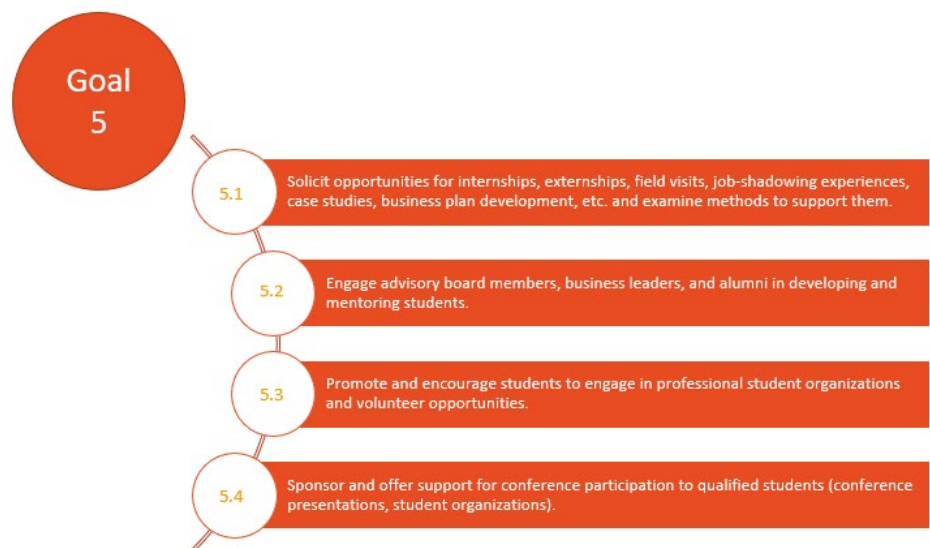 Goal
5
5.1
Solicit opportunities for internships, externships, field visits, job-shadowing experiences,
case studies, business plan development, etc. and examine methods to support them.
5.2
Engage advisory board members, business leaders, and alumni in developing and
mentoring students.
5.3
Promote and encourage students to engage in professional student organizations
and volunteer opportunities.
5.4
Sponsor and offer support for conference participation to qualified students (conference
presentations, student organizations).